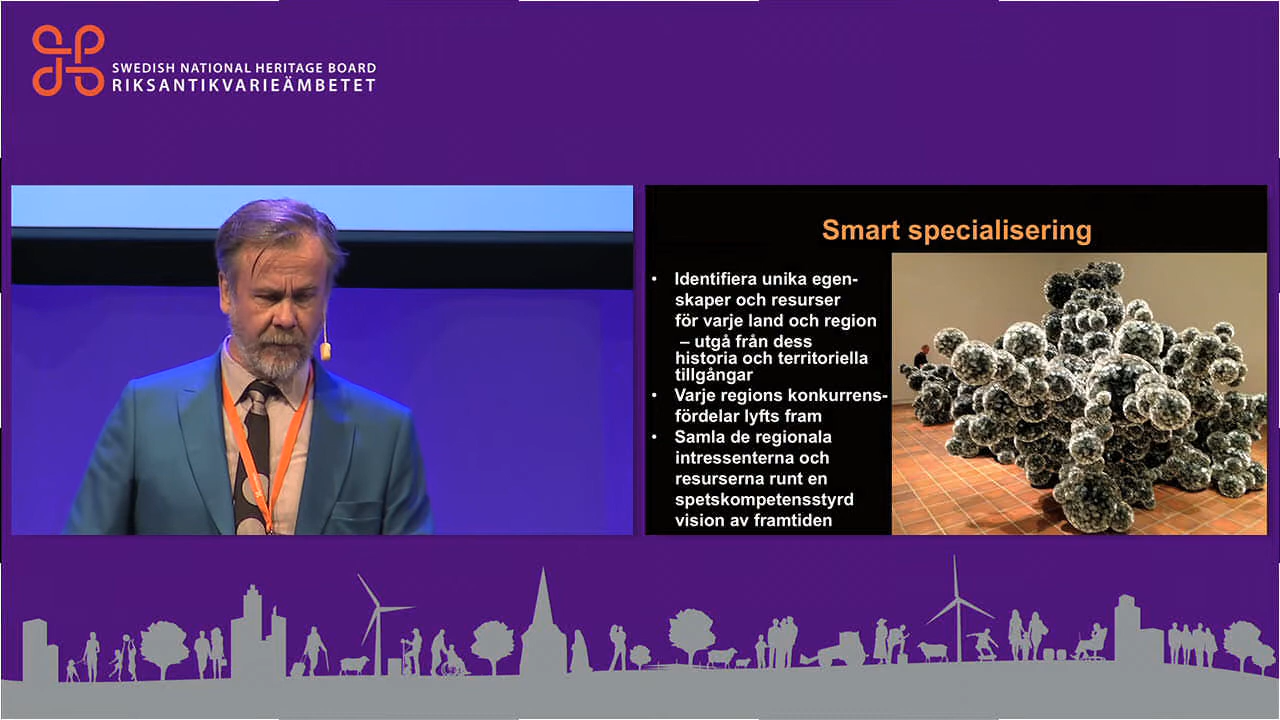 SWEDISH NATIONAL HERITAGE BOARD
RIKSANTIKVARIEÄMBETET
Smart specialisering
• Identifiera unika egen-
skaper och resurser
för varje land och region
– utgå från dess
historia och territoriella
tillgångar
• Varje regions konkurrens-
fördelar lyfts fram
• Samla de regionala
intressenterna och
resurserna runt en
spetskompetensstyrd
vision av framtiden